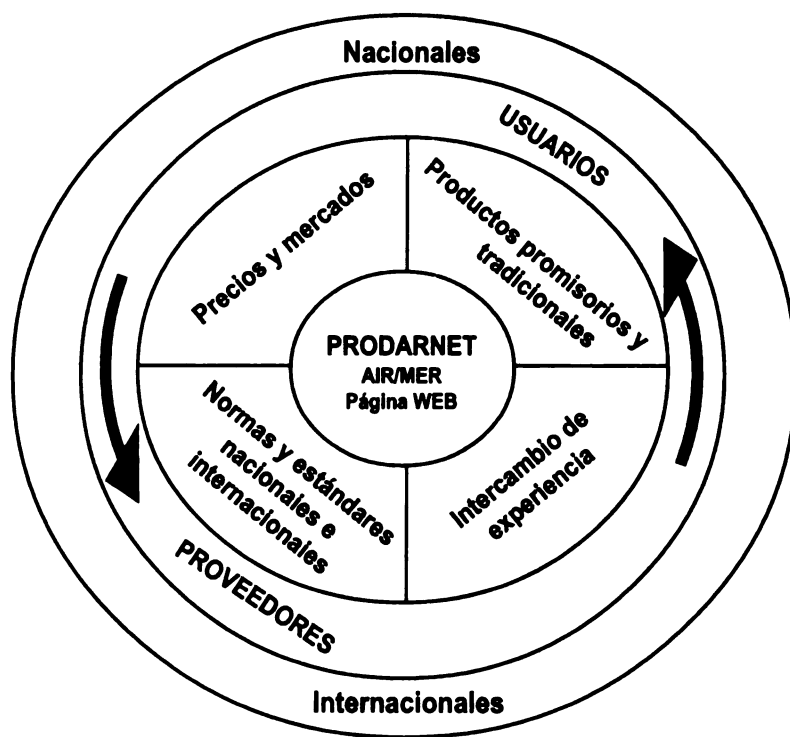 Nacionales
USUARIOS
Precios y mercados
Productos promisorios y
tradicionales
PRODARNET
AIR/MER
Página WEB
Normas y estándares
nacionales e
internacionales
Intercambio de
experiencia
PROVEEDORES
Internacionales